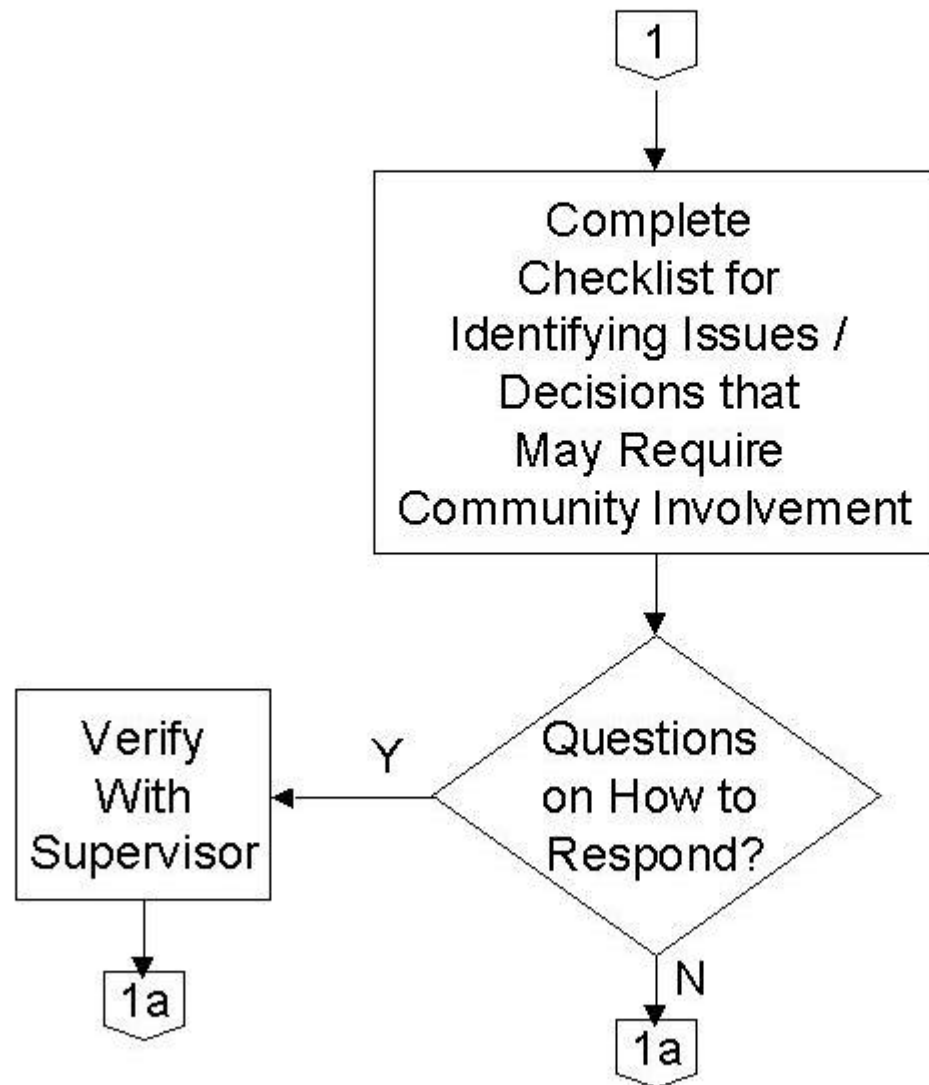 1
Complete
Checklist for
Identifying Issues /
Decisions that
May Require
Community Involvement
Questions
on How to
Respond?
Y
Verify
With
Supervisor
1a
N
1a